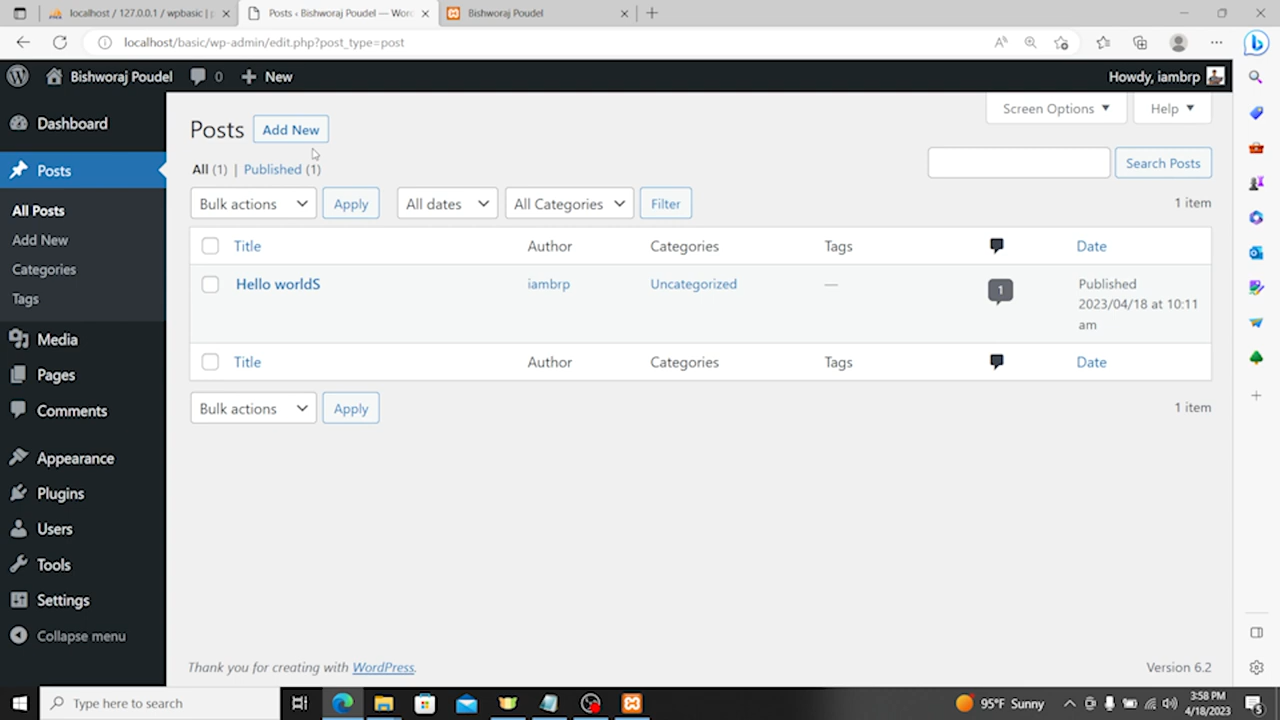 localhost / 127.0.0.1 / wpbasic | p
Posts ‹ Bishworaj Poudel — Wor
Bishworaj Poudel
localhost/basic/wp-admin/edit.php?post_type=post
Bishworaj Poudel
0
New
Howdy, iambrp
Dashboard
Posts
All Posts
Add New
Categories
Tags
Media
Pages
Comments
Appearance
Plugins
Users
Tools
Settings
Collapse menu
Screen Options
Help
Posts
Add New
All (1) | Published (1)
Search Posts
Bulk actions
Apply
All dates
All Categories
Filter
1 item
Title
Author
Categories
Tags
Date
Hello worldS
iambrp
Uncategorized
—
1
Published
2023/04/18 at 10:11
am
Title
Author
Categories
Tags
Date
Bulk actions
Apply
1 item
Thank you for creating with WordPress.
Version 6.2
Type here to search
95°F Sunny
3:58 PM
4/18/2023
5